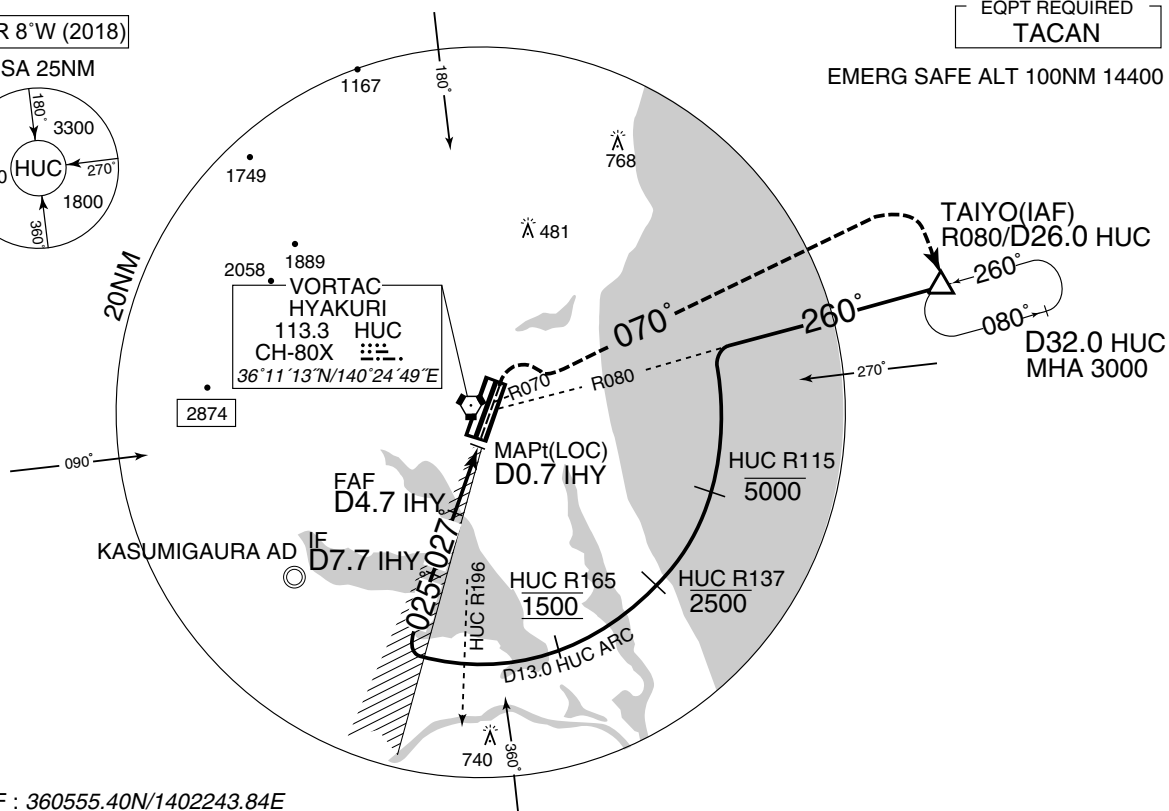 R 8°W (2018)
SA 25NM
180°
3300
HUC
270°
0
1800
360°
EQPT REQUIRED
TACAN
EMERG SAFE ALT 100NM 14400
180°
1167
768
1749
481
TAIYO(IAF)
R080/D26.0 HUC
260°
080°
D32.0 HUC
MHA 3000
20NM
1889
2058
VORTAC
HYAKURI
113.3 HUC
CH-80X
36°11´13˝N/140°24´49˝E
070°
260°
R070
R080
270°
2874
090°
MAPt(LOC)
D0.7 IHY
HUC R115
5000
FAF
D4.7 IHY
KASUMIGAURA AD
IF
D7.7 IHY
025°-027°
HUC R196
HUC R165
1500
HUC R137
2500
D13.0 HUC ARC
740
360°
F : 360555.40N/1402243.84E